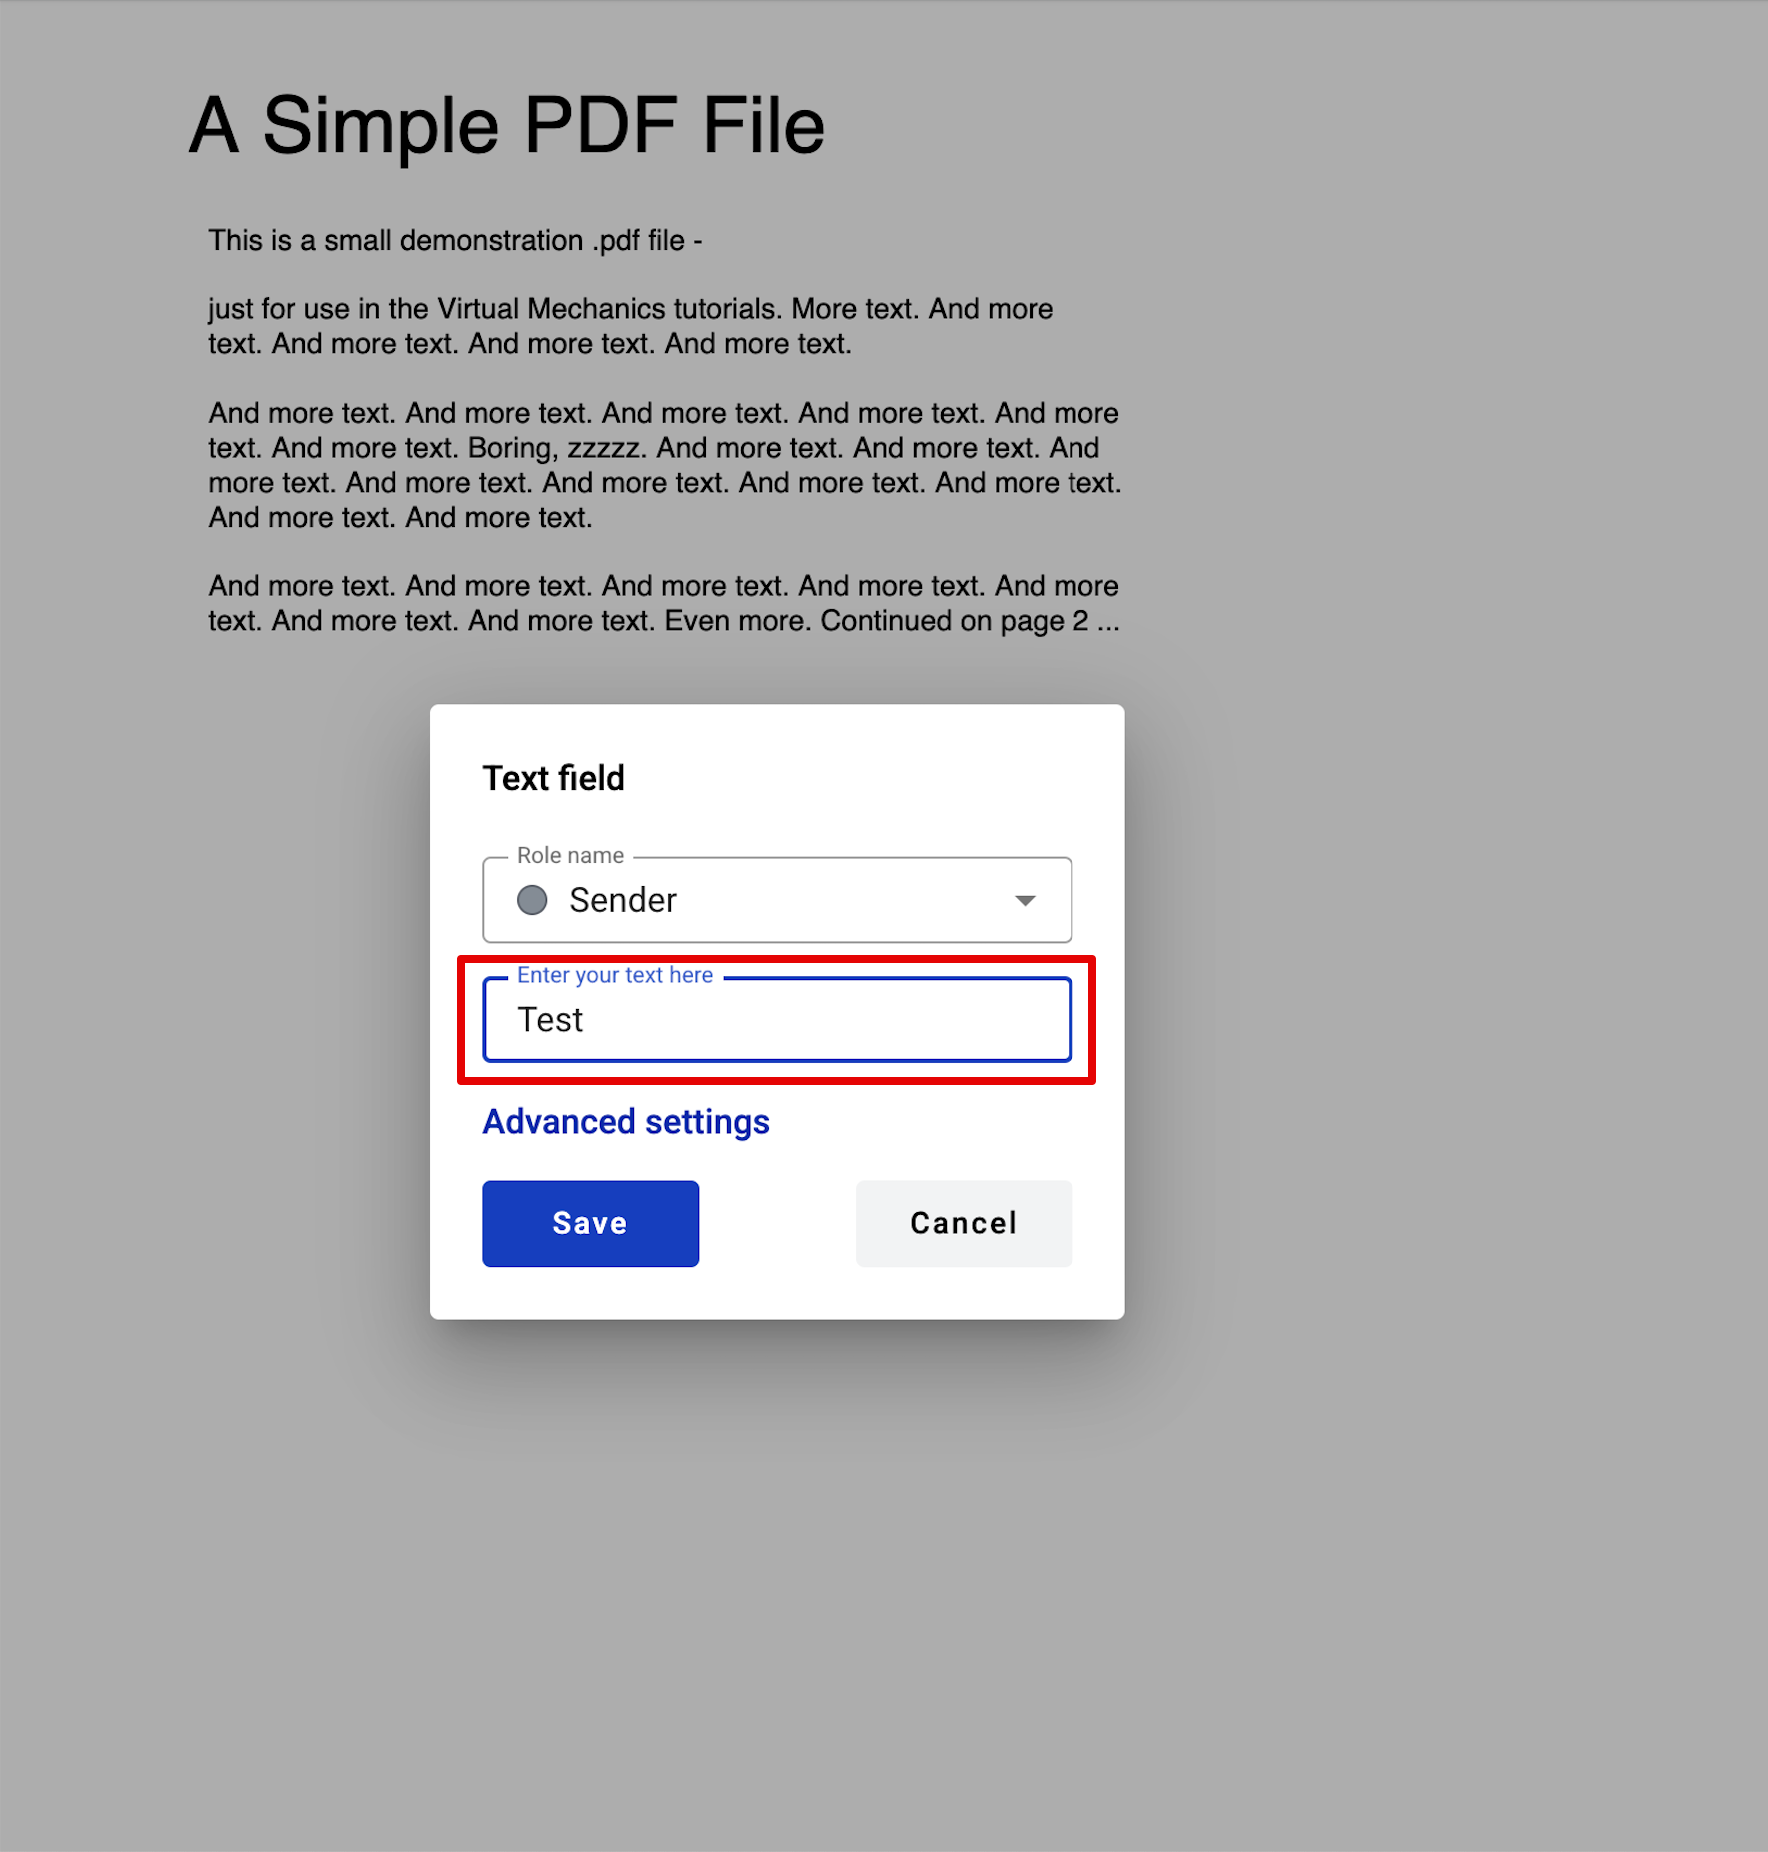 A Simple PDF File
This is a small demonstration .pdf file -
just for use in the Virtual Mechanics tutorials. More text. And more
text. And more text. And more text. And more text.
And more text. And more text. And more text. And more text. And more
text. And more text. Boring, zzzzz. And more text. And more text. And
more text. And more text. And more text. And more text. And more text.
And more text. And more text.
And more text. And more text. And more text. And more text. And more
text. And more text. And more text. Even more. Continued on page 2 ...
Text field
Role name
Sender
Enter your text here
Test
Advanced settings
Save
Cancel